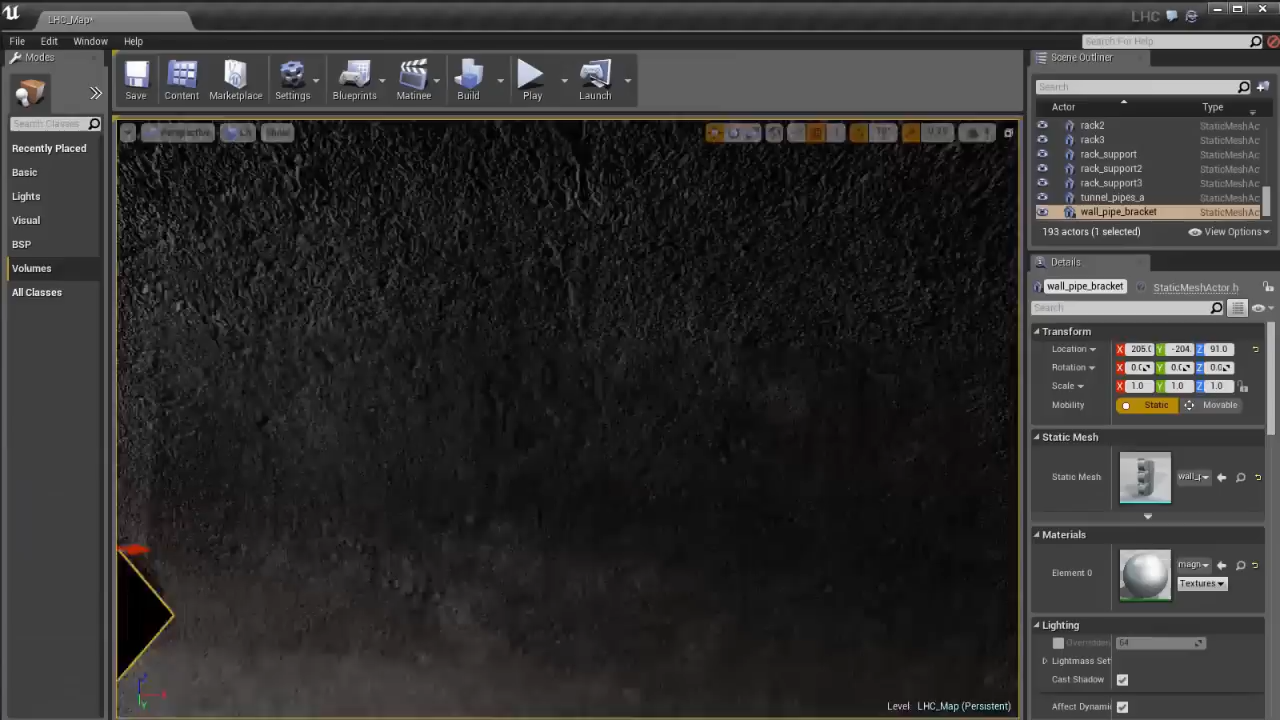 LHC_Map*
LHC
File Edit Window Help
Search For Help
Modes
Save Content Marketplace Settings Blueprints Matinee Build Play Launch
Search Classes
Recently Placed
Basic
Lights
Visual
BSP
Volumes
All Classes
Perspective Lit Show
Level: LHC_Map (Persistent)
Scene Outliner
Search
Actor Type
rack2 StaticMeshAc
rack3 StaticMeshAc
rack_support StaticMeshAc
rack_support2 StaticMeshAc
rack_support3 StaticMeshAc
tunnel_pipes_a StaticMeshAc
wall_pipe_bracket StaticMeshAc
193 actors (1 selected) View Options
Details
wall_pipe_bracket StaticMeshActor.h
Search
Transform
Location X 205.0 Y -204 Z 91.0
Rotation X 0.0 Y 0.0 Z 0.0
Scale X 1.0 Y 1.0 Z 1.0
Mobility Static Movable
Static Mesh
Static Mesh wall_p
Materials
Element 0 magn
Textures
Lighting
Overridden 64
Lightmass Set
Cast Shadow
Affect Dynami